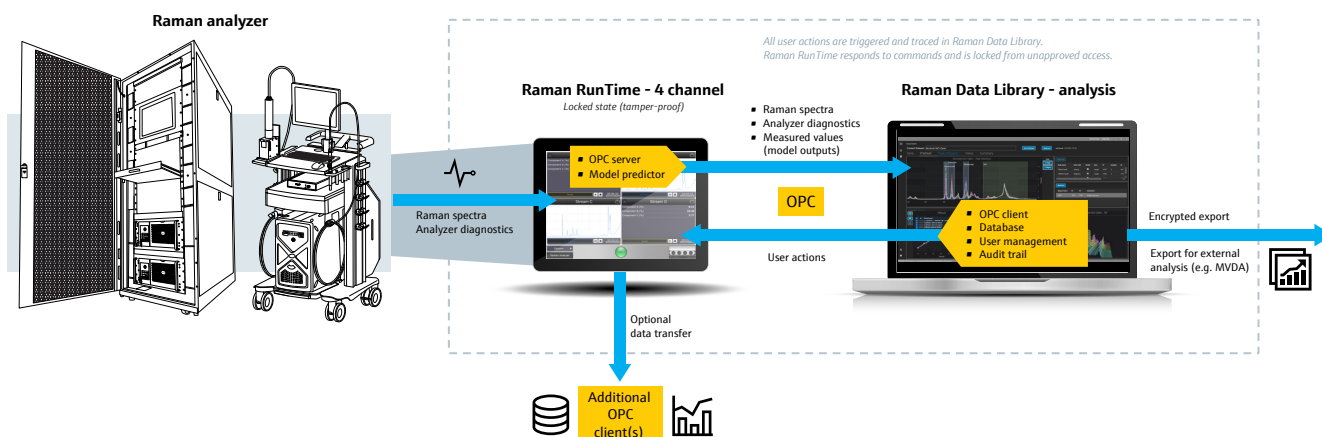 Raman analyzer
All user actions are triggered and traced in Raman Data Library.
Raman RunTime responds to commands and is locked from unapproved access.
Raman RunTime - 4 channel
Locked state (tamper-proof)
Raman Data Library - analysis
▪ Raman spectra
▪ Analyzer diagnostics
▪ Measured values
(model outputs)
▪ OPC server
▪ Model predictor
Stream C
Raman spectra
Analyzer diagnostics
OPC
User actions
▪ OPC client
▪ Database
▪ User management
▪ Audit trail
Encrypted export
Export for external
analysis (e.g. MVDA)
Optional
data transfer
Additional
OPC
client(s)